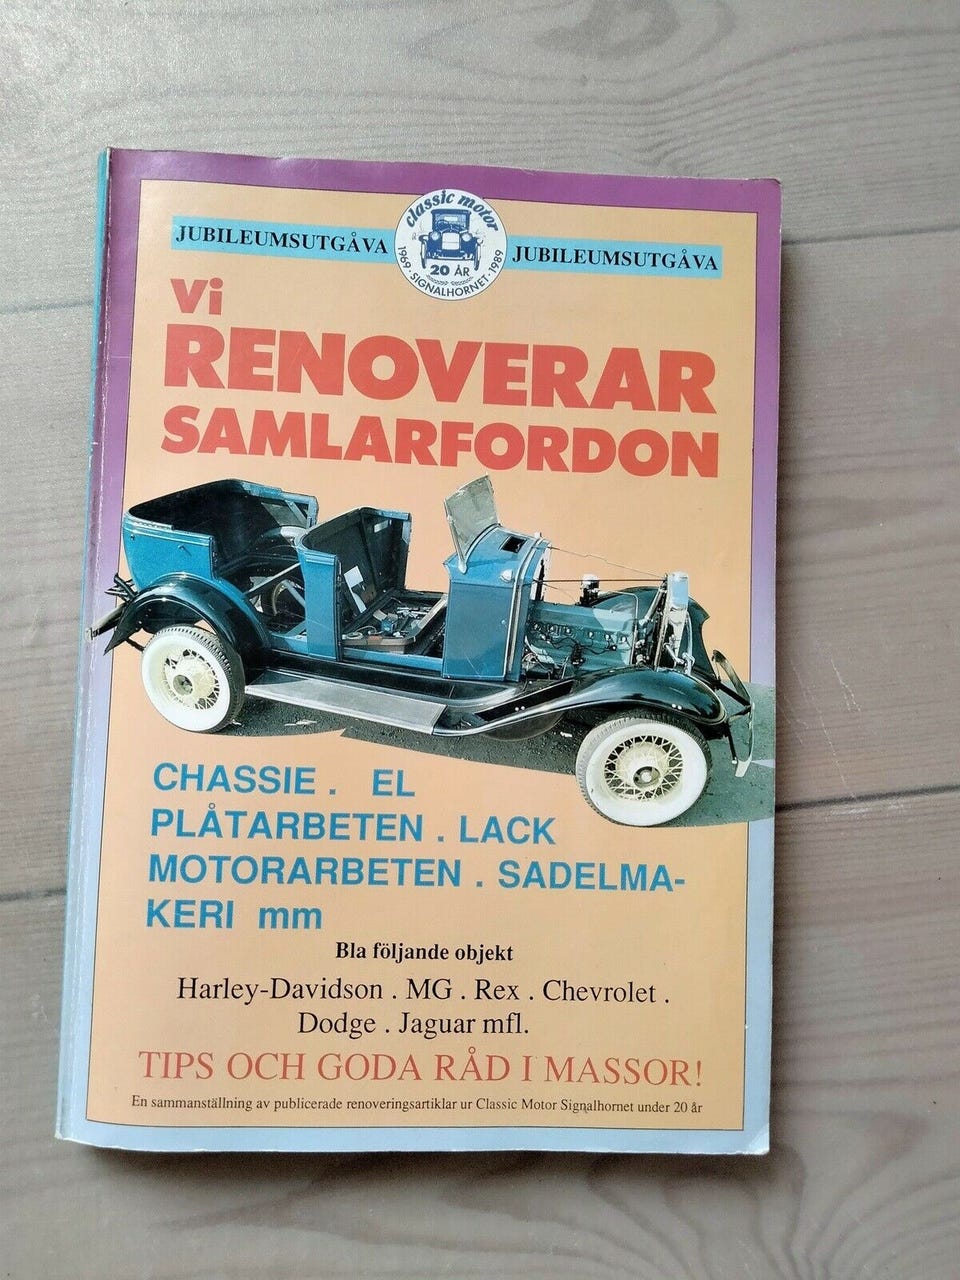 classic motor
20 ÅR
1969 · SIGNALHORNET · 1989
JUBILEUMSUTGÅVA
JUBILEUMSUTGÅVA
Vi
RENOVERAR
SAMLARFORDON
CHASSIE . EL
PLÅTARBETEN . LACK
MOTORARBETEN . SADELMA-
KERI mm
Bla följande objekt
Harley-Davidson . MG . Rex . Chevrolet .
Dodge . Jaguar mfl.
TIPS OCH GODA RÅD I MASSOR!
En sammanställning av publicerade renoveringsartiklar ur Classic Motor Signalhornet under 20 år